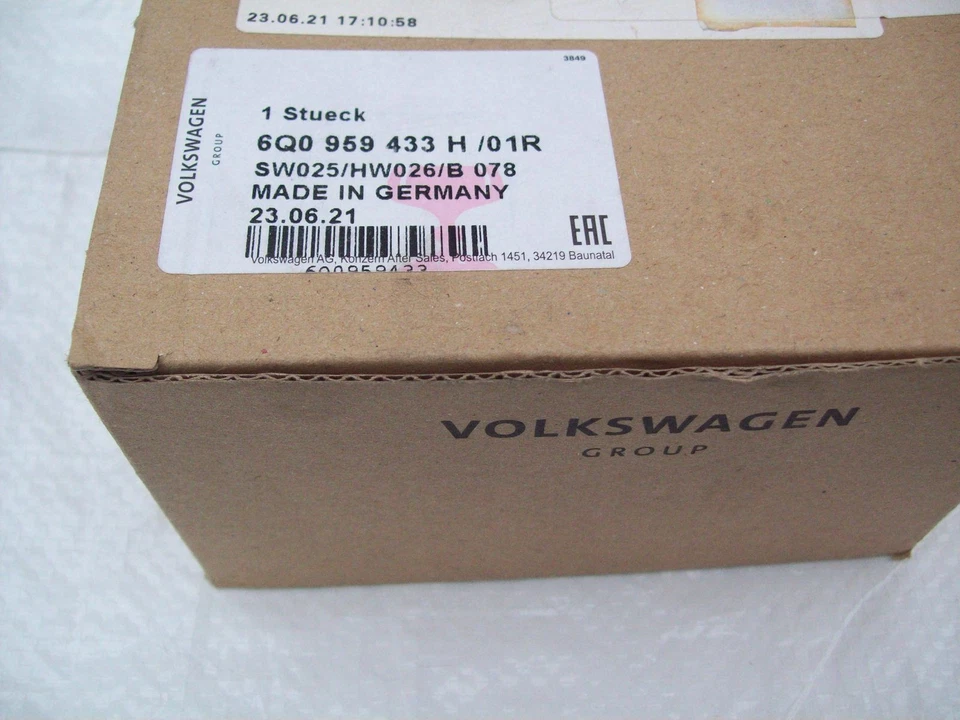 23.06.21 17:10:58
3849
VOLKSWAGEN
GROUP
1 Stueck
6Q0 959 433 H /01R
SW025/HW026/B 078
MADE IN GERMANY
23.06.21
EAC
Volkswagen AG, Konzern After Sales, Postfach 1451, 34219 Baunatal
6Q0959433
VOLKSWAGEN
GROUP